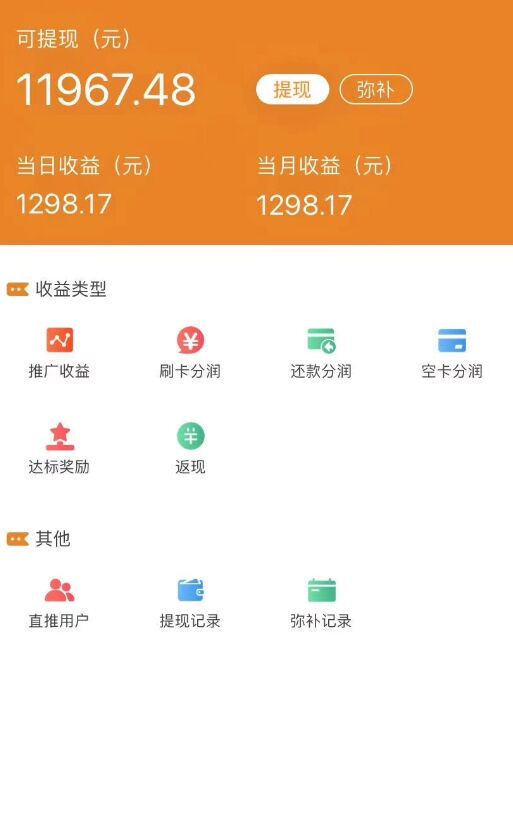 可提现（元）
11967.48
提现
弥补
当日收益（元）
当月收益（元）
1298.17
1298.17
收益类型
推广收益
刷卡分润
还款分润
空卡分润
达标奖励
返现
其他
直推用户
提现记录
弥补记录